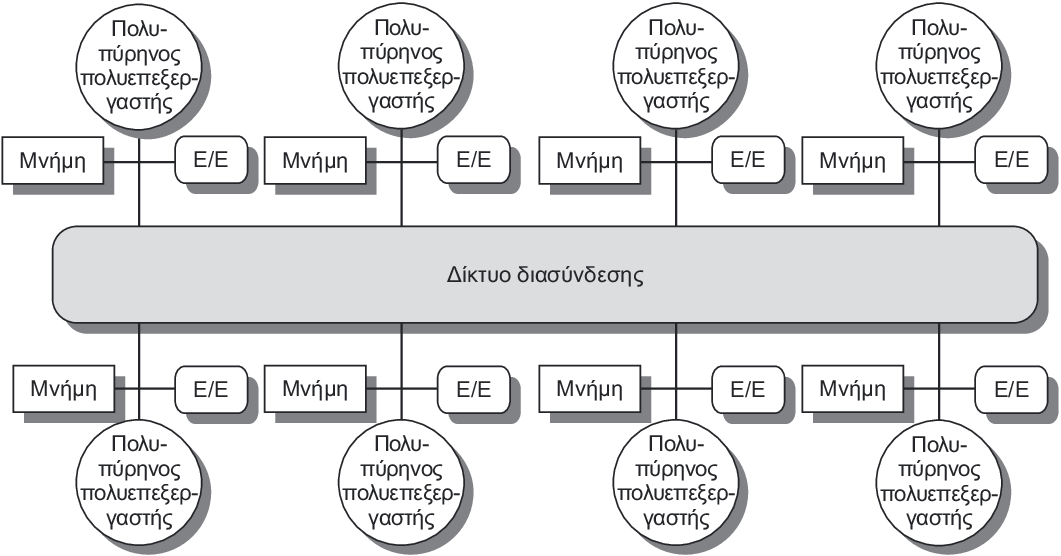 Πολυ-
πύρηνος
πολυεπεξερ-
γαστής
Πολυ-
πύρηνος
πολυεπεξερ-
γαστής
Πολυ-
πύρηνος
πολυεπεξερ-
γαστής
Πολυ-
πύρηνος
πολυεπεξερ-
γαστής
Μνήμη
Ε/Ε
Μνήμη
Ε/Ε
Μνήμη
Ε/Ε
Μνήμη
Ε/Ε
Δίκτυο διασύνδεσης
Μνήμη
Ε/Ε
Μνήμη
Ε/Ε
Μνήμη
Ε/Ε
Μνήμη
Ε/Ε
Πολυ-
πύρηνος
πολυεπεξερ-
γαστής
Πολυ-
πύρηνος
πολυεπεξερ-
γαστής
Πολυ-
πύρηνος
πολυεπεξερ-
γαστής
Πολυ-
πύρηνος
πολυεπεξερ-
γαστής